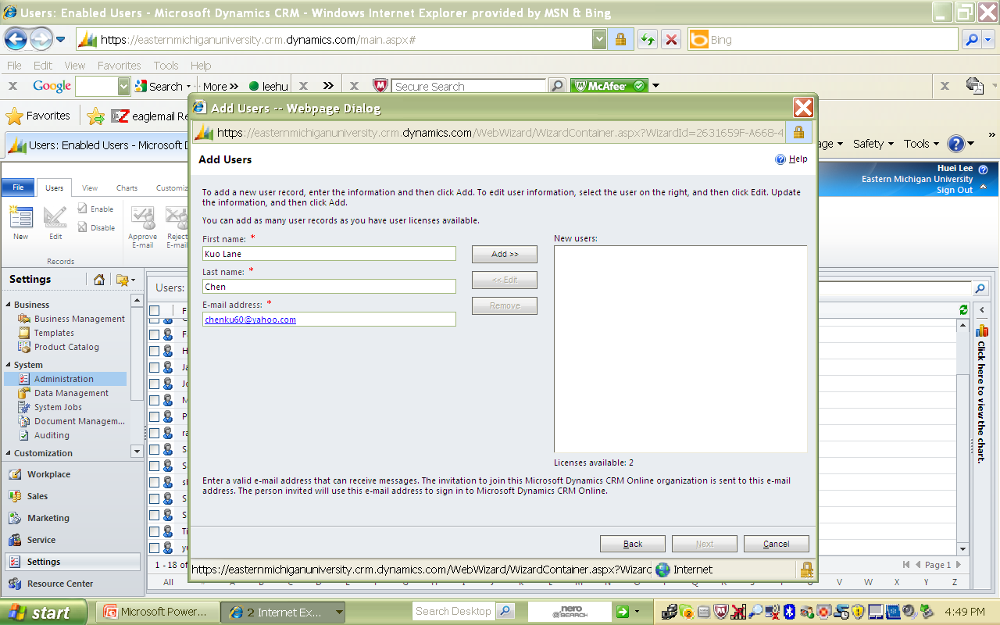 Users: Enabled Users - Microsoft Dynamics CRM - Windows Internet Explorer provided by MSN & Bing
https://easternmichiganuniversity.crm.dynamics.com/main.aspx#
Bing
File Edit View Favorites Tools Help
Google
Search
More »
leehu
Secure Search
McAfee
Favorites
eaglemail Re
Users: Enabled Users - Microsoft D
age
Safety
Tools
Add Users -- Webpage Dialog
https://easternmichiganuniversity.crm.dynamics.com/WebWizard/WizardContainer.aspx?WizardId=2631659F-A66B-4
Add Users
Help
To add a new user record, enter the information and then click Add. To edit user information, select the user on the right, and then click Edit. Update
the information, and then click Add.
You can add as many user records as you have user licenses available.
First name: *
Kuo Lane
Last name: *
Chen
E-mail address: *
chenku60@yahoo.com
Add >>
<< Edit
Remove
New users:
Licenses available: 2
Enter a valid e-mail address that can receive messages. The invitation to join this Microsoft Dynamics CRM Online organization is sent to this e-mail
address. The person invited will use this e-mail address to sign in to Microsoft Dynamics CRM Online.
Back
Next
Cancel
https://easternmichiganuniversity.crm.dynamics.com/WebWizard/WizardContainer.aspx?Wizard
Internet
Huei Lee
Eastern Michigan University
Sign Out
File
Users
View
Charts
Customiz
New
Edit
Enable
Disable
Approve
E-mail
Reject
E-mail
Records
Settings
Business
Business Management
Templates
Product Catalog
System
Administration
Data Management
System Jobs
Document Managem...
Auditing
Customization
Workplace
Sales
Marketing
Service
Settings
Resource Center
Users:
F
F
H
Ja
Jo
M
P
ra
S
S
sl
S
S
Ti
yu
1 - 18 of
Page 1
All
V W X Y Z
Click here to view the chart.
start
Microsoft Power...
2 Internet Ex...
Search Desktop
nero
@SEARCH
4:49 PM